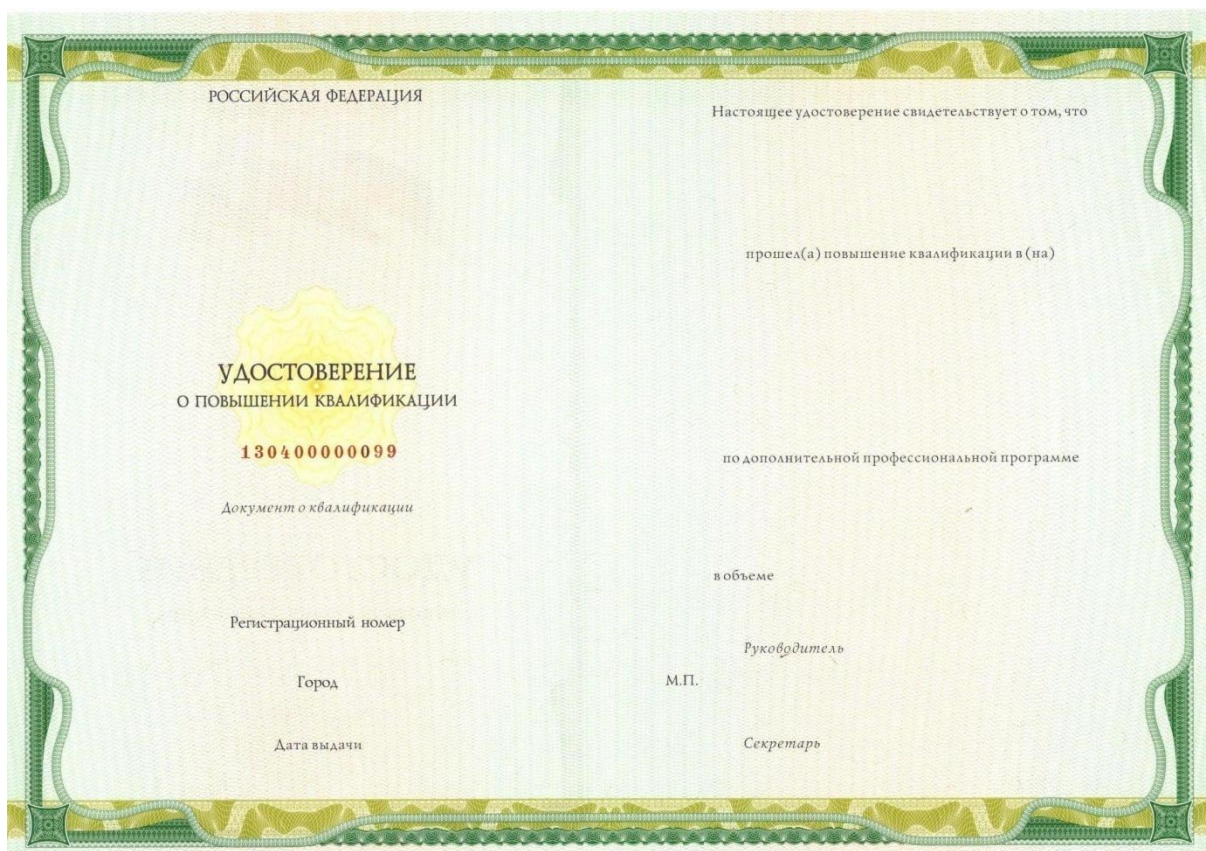 РОССИЙСКАЯ ФЕДЕРАЦИЯ
УДОСТОВЕРЕНИЕ
О ПОВЫШЕНИИ КВАЛИФИКАЦИИ
130400000099
Документ о квалификации
Регистрационный номер
Город
Дата выдачи
Настоящее удостоверение свидетельствует о том, что
прошел(а) повышение квалификации в (на)
по дополнительной профессиональной программе
в объеме
Руководитель
М.П.
Секретарь